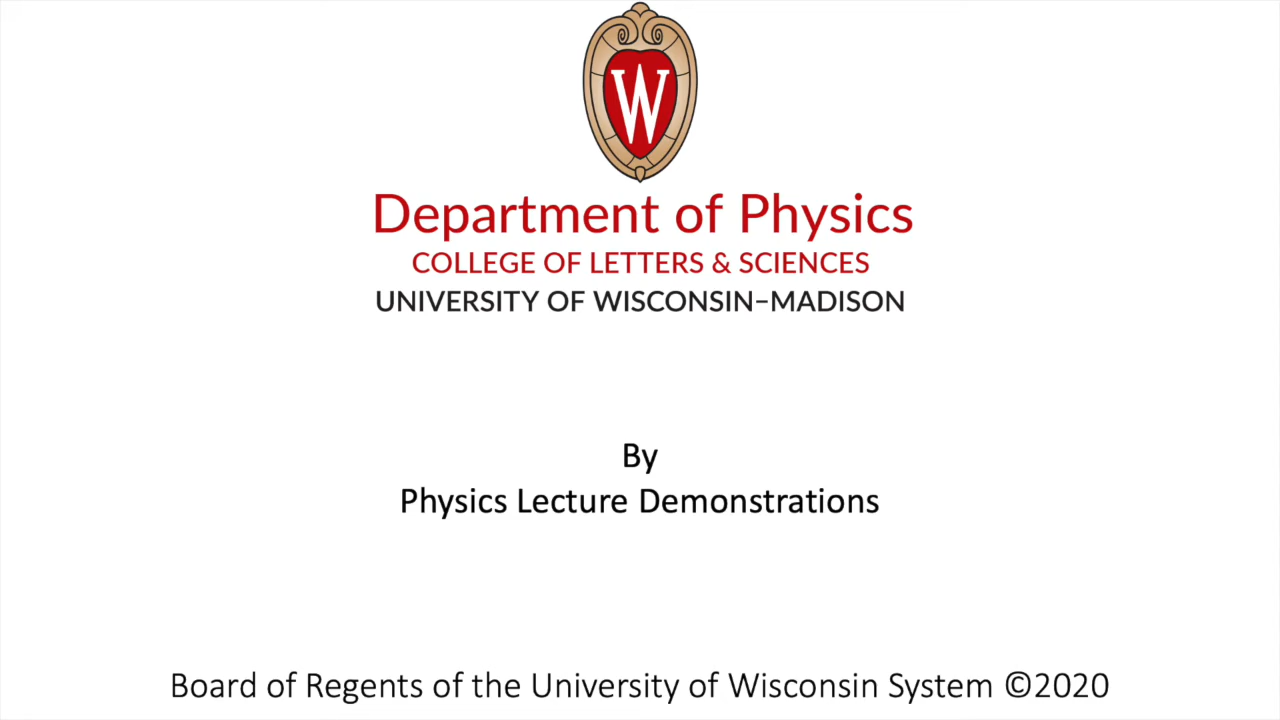 W
Department of Physics
COLLEGE OF LETTERS & SCIENCES
UNIVERSITY OF WISCONSIN–MADISON
By
Physics Lecture Demonstrations
Board of Regents of the University of Wisconsin System ©2020